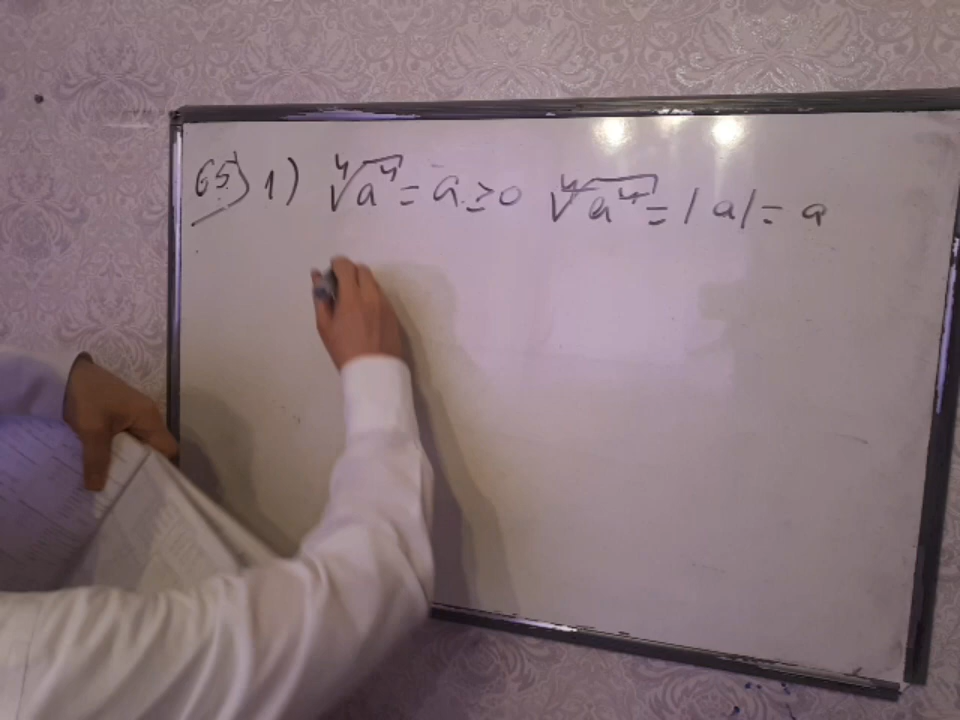 65) 1) ⁴√a⁴ = a ≥ 0 ⁴√a⁴ = |a| = a